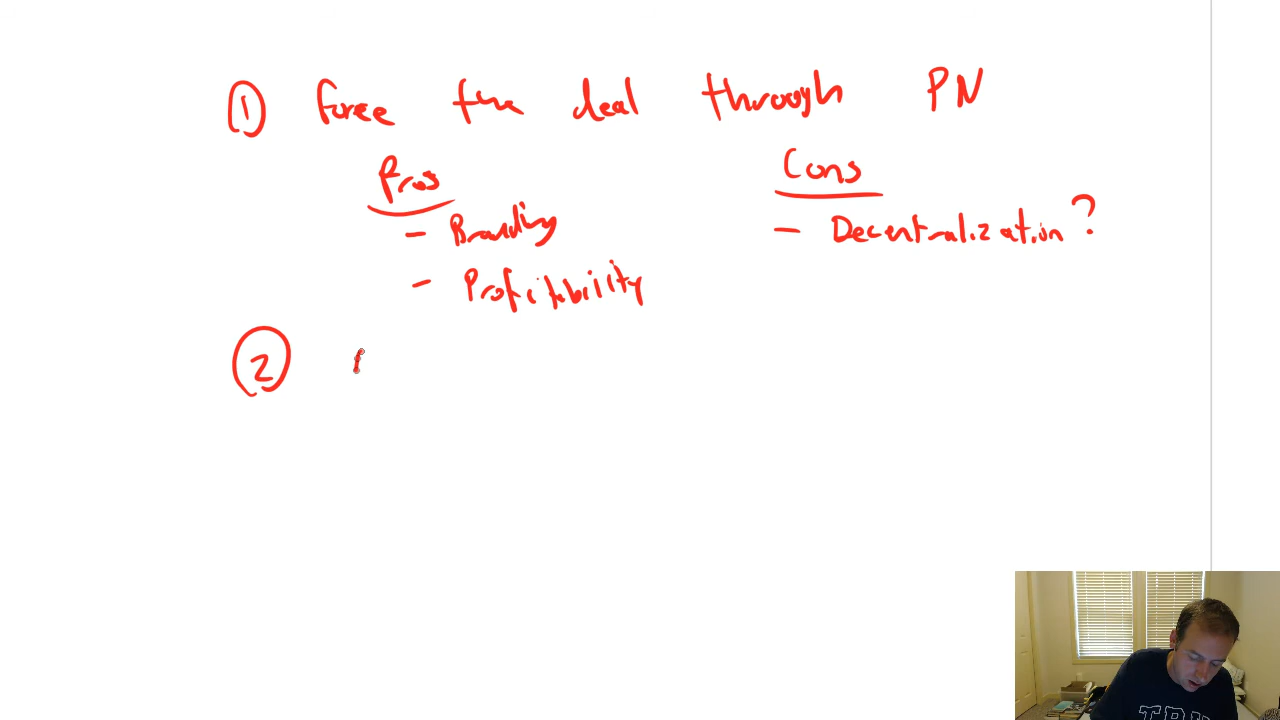 ① Force the deal through PN
Pros
Cons
- Branding
- Decentralization?
- Profitability
②